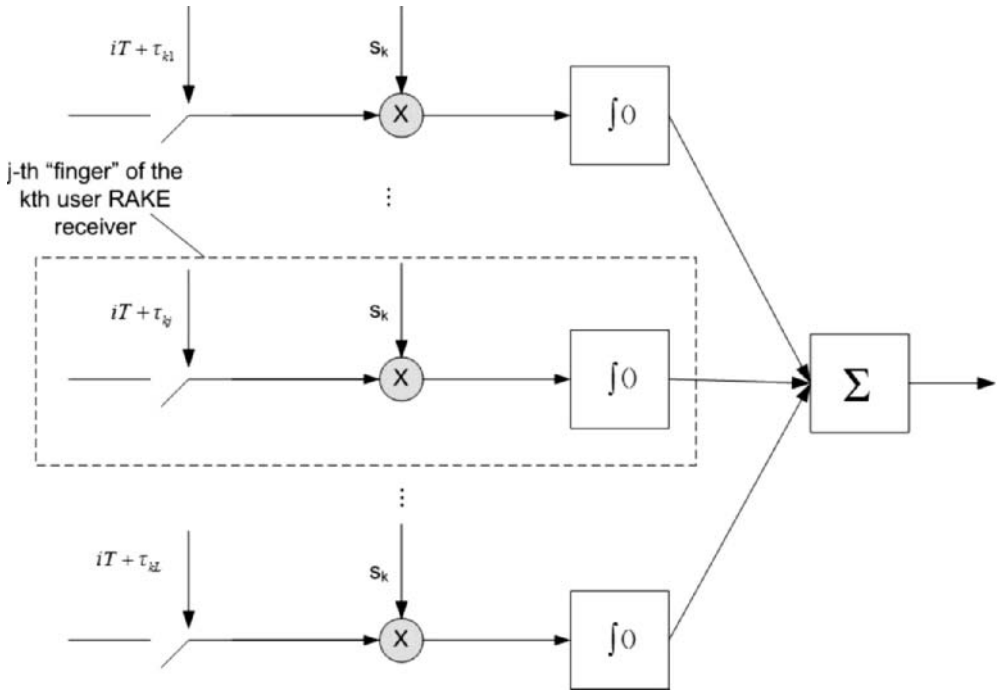 iT + τk1
sk
X
∫()
j-th “finger” of the
kth user RAKE
receiver
⋮
iT + τkj
sk
X
∫()
Σ
⋮
iT + τkL
sk
X
∫()